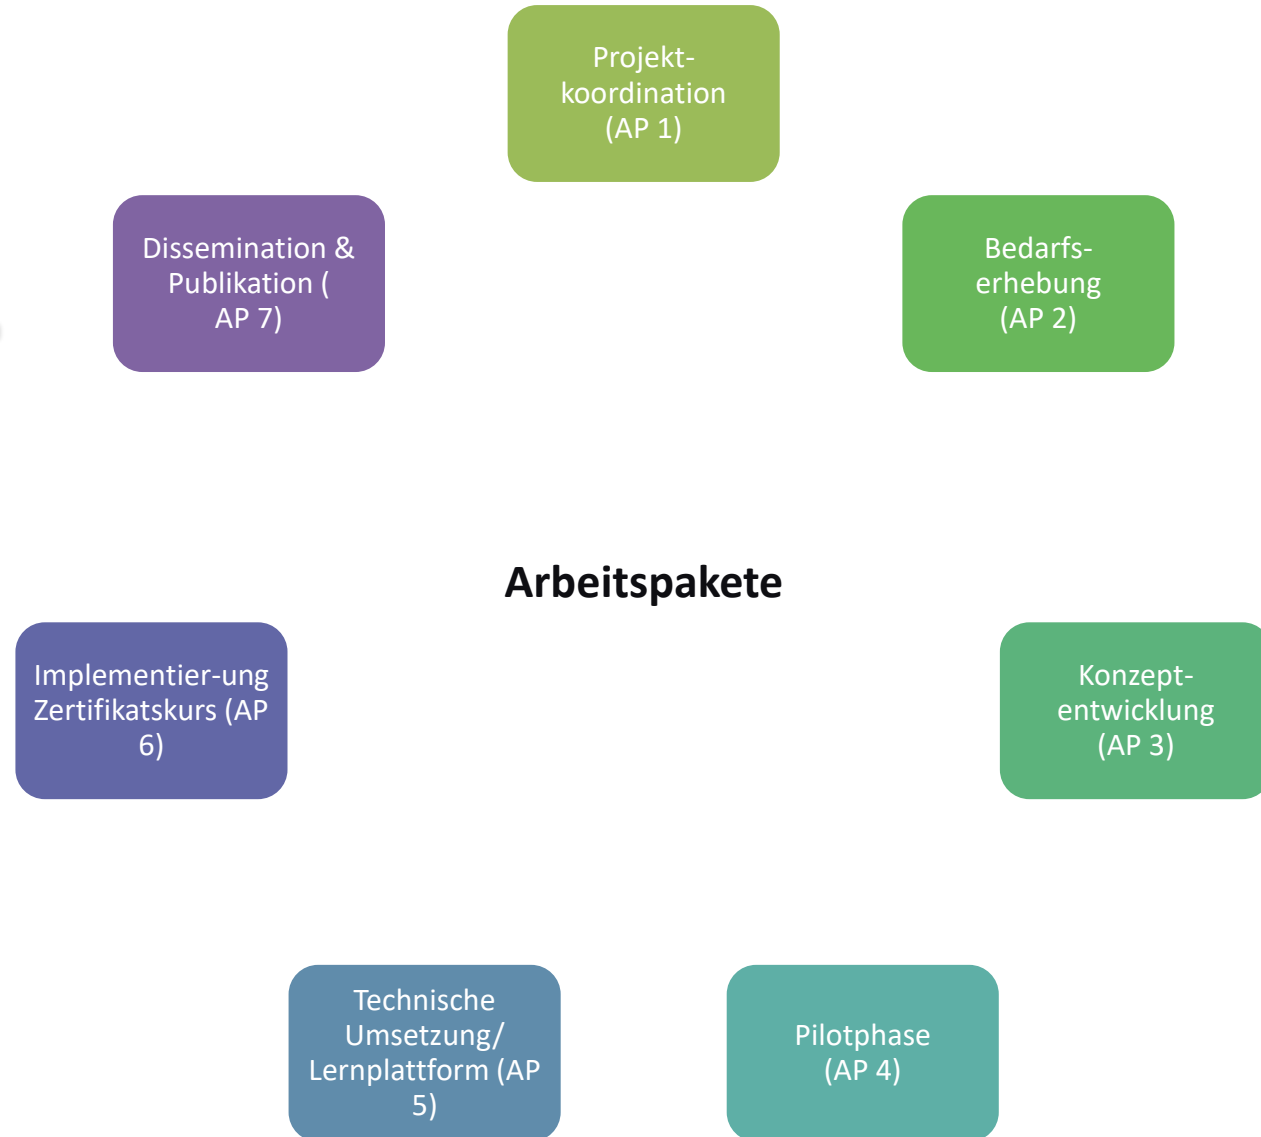 Projekt-
koordination
(AP 1)
Dissemination &
Publikation (
AP 7)
Bedarfs-
erhebung
(AP 2)
Arbeitspakete
Implementier-ung
Zertifikatskurs (AP
6)
Konzept-
entwicklung
(AP 3)
Technische
Umsetzung/
Lernplattform (AP
5)
Pilotphase
(AP 4)